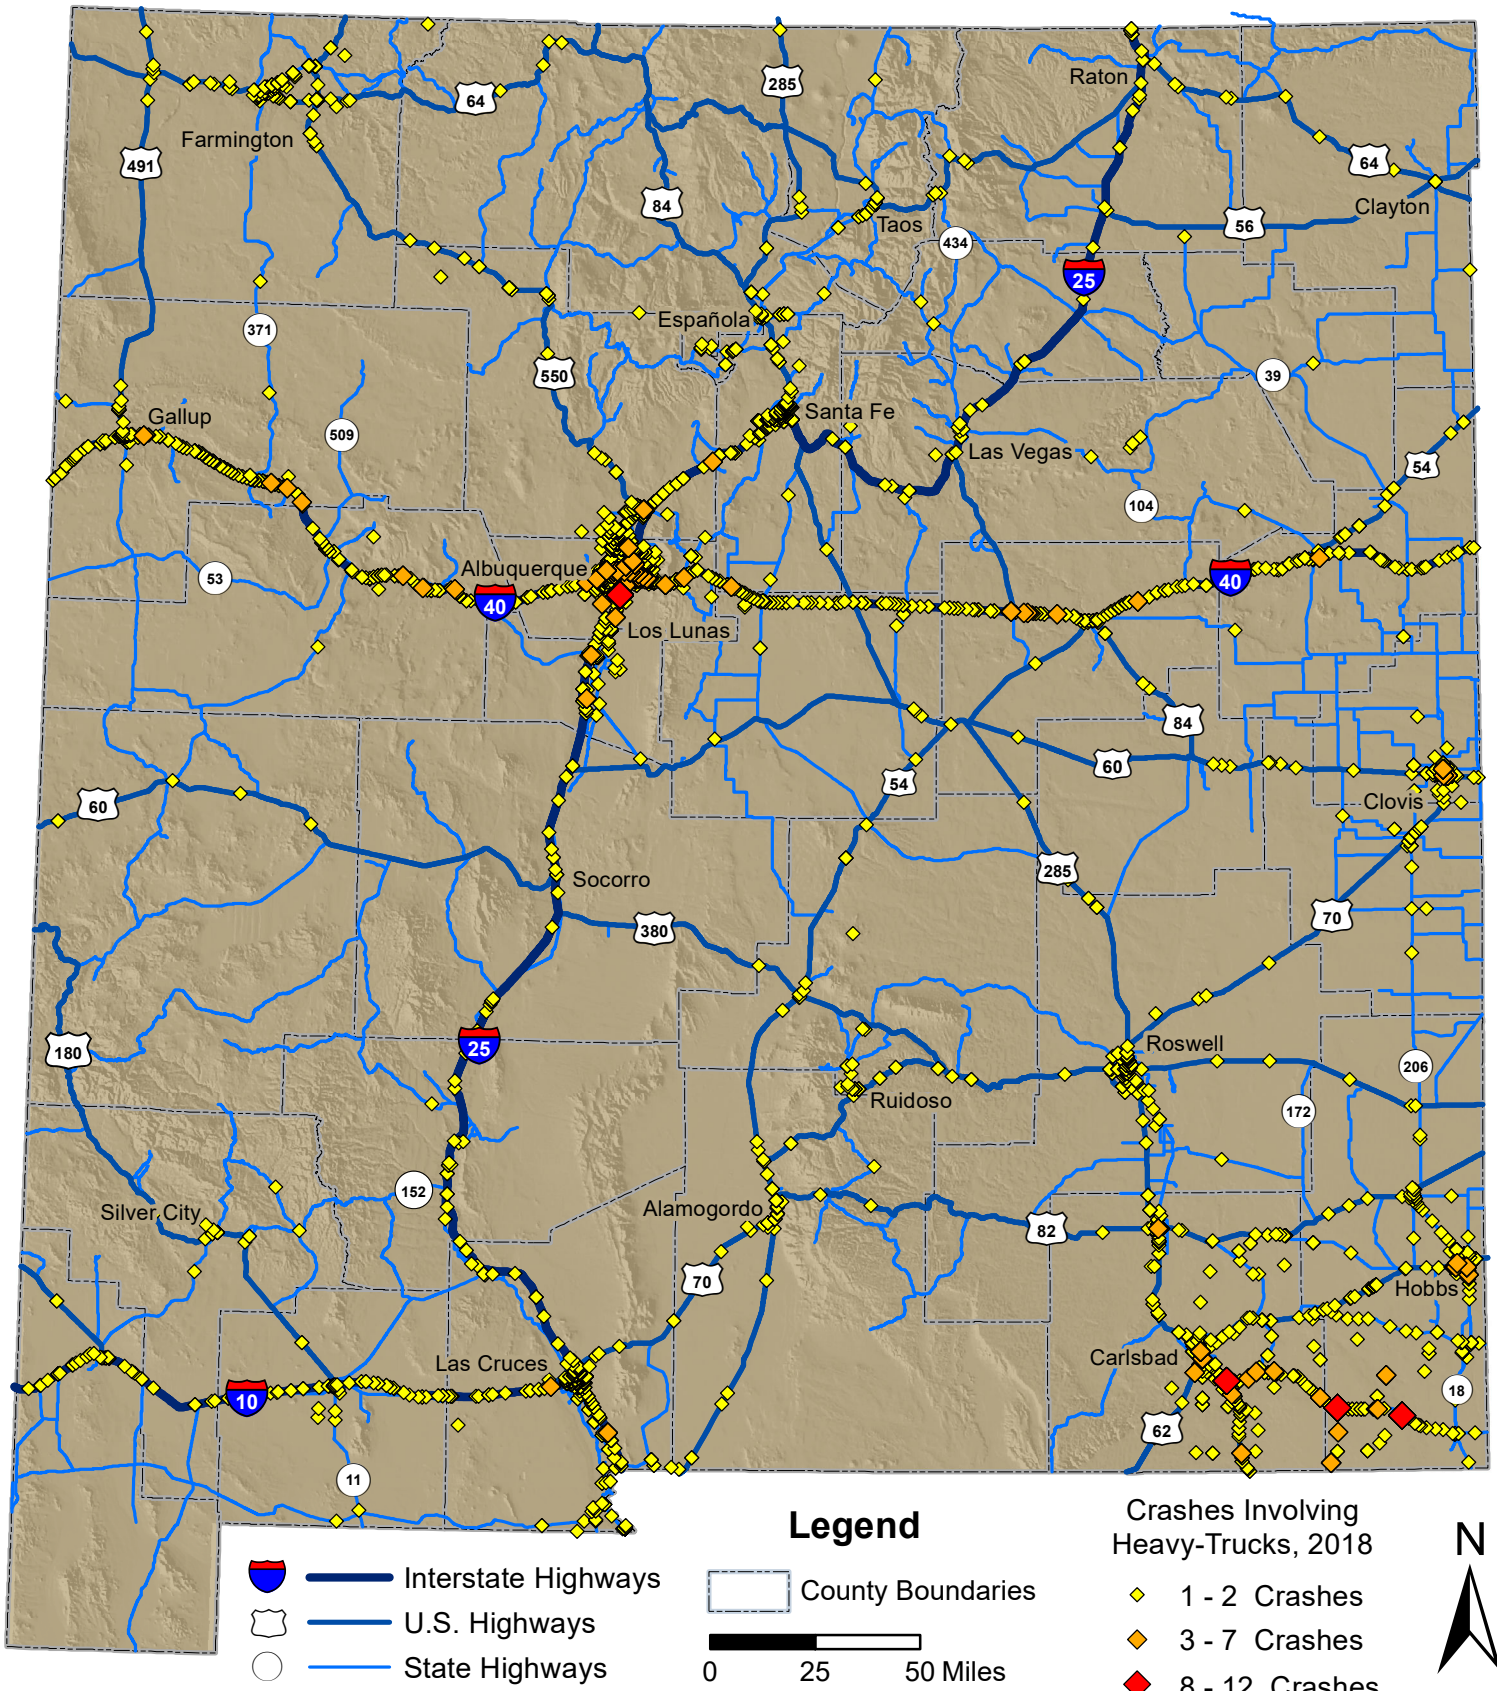 285
Raton
64
Farmington
491
64
84
Clayton
Taos
56
434
25
371
Española
550
39
Gallup
Santa Fe
509
Las Vegas
54
104
Albuquerque
53
40
40
Los Lunas
84
60
54
60
Clovis
285
Socorro
70
380
180
25
Roswell
206
Ruidoso
172
152
Silver City
Alamogordo
82
70
Hobbs
Las Cruces
Carlsbad
10
18
62
11
Legend
Interstate Highways
U.S. Highways
State Highways
County Boundaries
0 25 50 Miles
Crashes Involving
Heavy-Trucks, 2018
1 - 2 Crashes
3 - 7 Crashes
8 - 12 Crashes
N